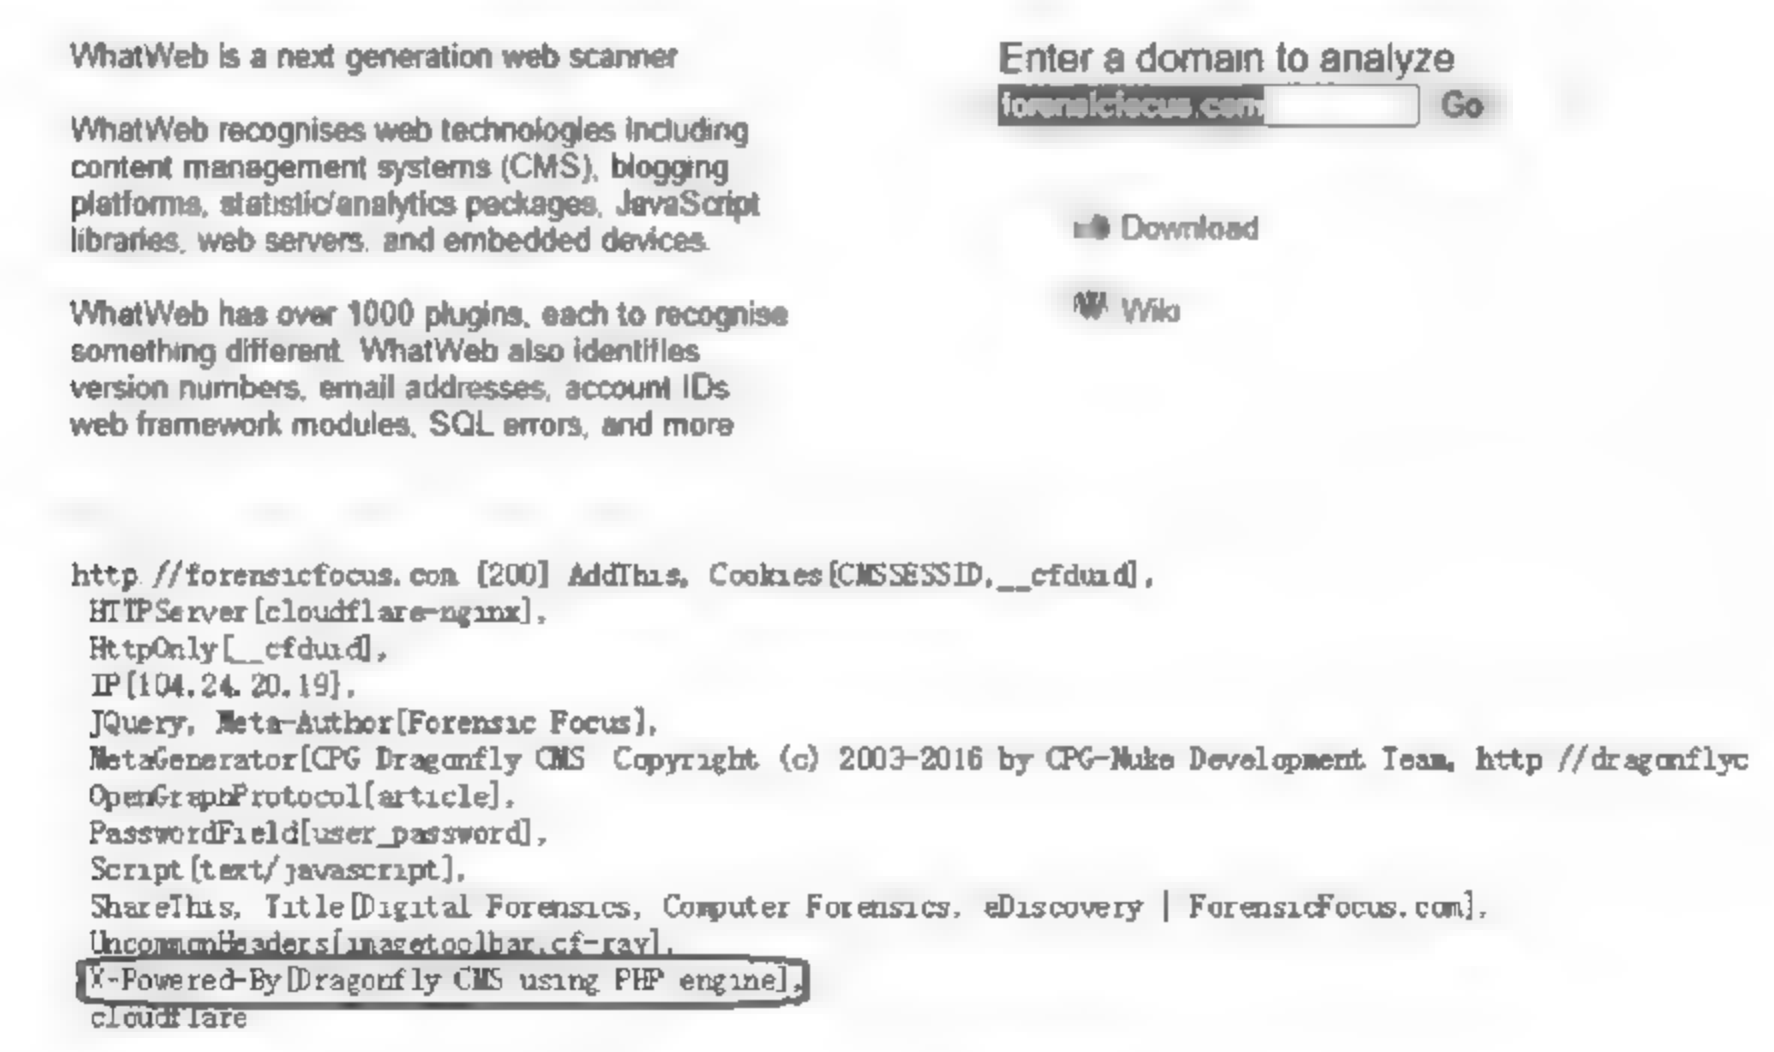 WhatWeb is a next generation web scanner
WhatWeb recognises web technologies including
content management systems (CMS), blogging
platforms, statistic/analytics packages, JavaScript
libraries, web servers, and embedded devices.
WhatWeb has over 1000 plugins, each to recognise
something different. WhatWeb also identifies
version numbers, email addresses, account IDs
web framework modules, SQL errors, and more
Enter a domain to analyze
forensicfocus.com
Go
Download
Wiki
http://forensicfocus.com [200] AddThis, Cookies[CMSSESSID,__cfduid],
HTTPServer[cloudflare-nginx],
HttpOnly[__cfduid],
IP[104.24.20.19],
JQuery, Meta-Author[Forensic Focus],
MetaGenerator[CPG Dragonfly CMS Copyright (c) 2003-2016 by CPG-Nuke Development Team, http://dragonflyc
OpenGraphProtocol[article],
PasswordField[user_password],
Script[text/javascript],
ShareThis, Title[Digital Forensics, Computer Forensics, eDiscovery | ForensicFocus.com],
UncommonHeaders[imagetoolbar,cf-ray],
X-Powered-By[Dragonfly CMS using PHP engine],
cloudflare